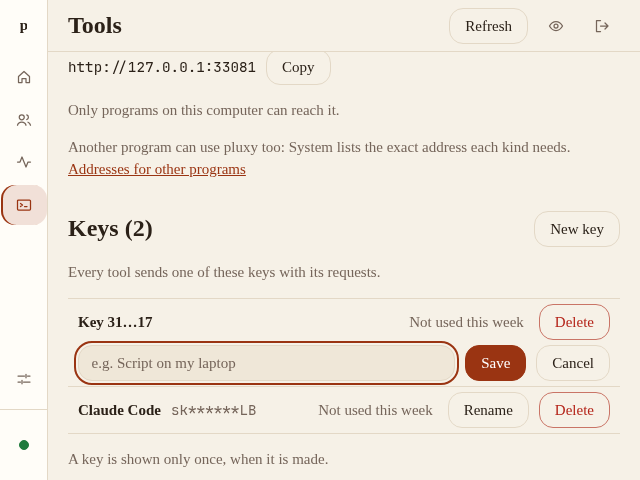 p
Tools
Refresh
http://127.0.0.1:33081
Copy
Only programs on this computer can reach it.
Another program can use pluxy too: System lists the exact address each kind needs.
Addresses for other programs
Keys (2)
New key
Every tool sends one of these keys with its requests.
Key 31…17
Not used this week
Delete
e.g. Script on my laptop
Save
Cancel
Claude Code
sk******LB
Not used this week
Rename
Delete
A key is shown only once, when it is made.